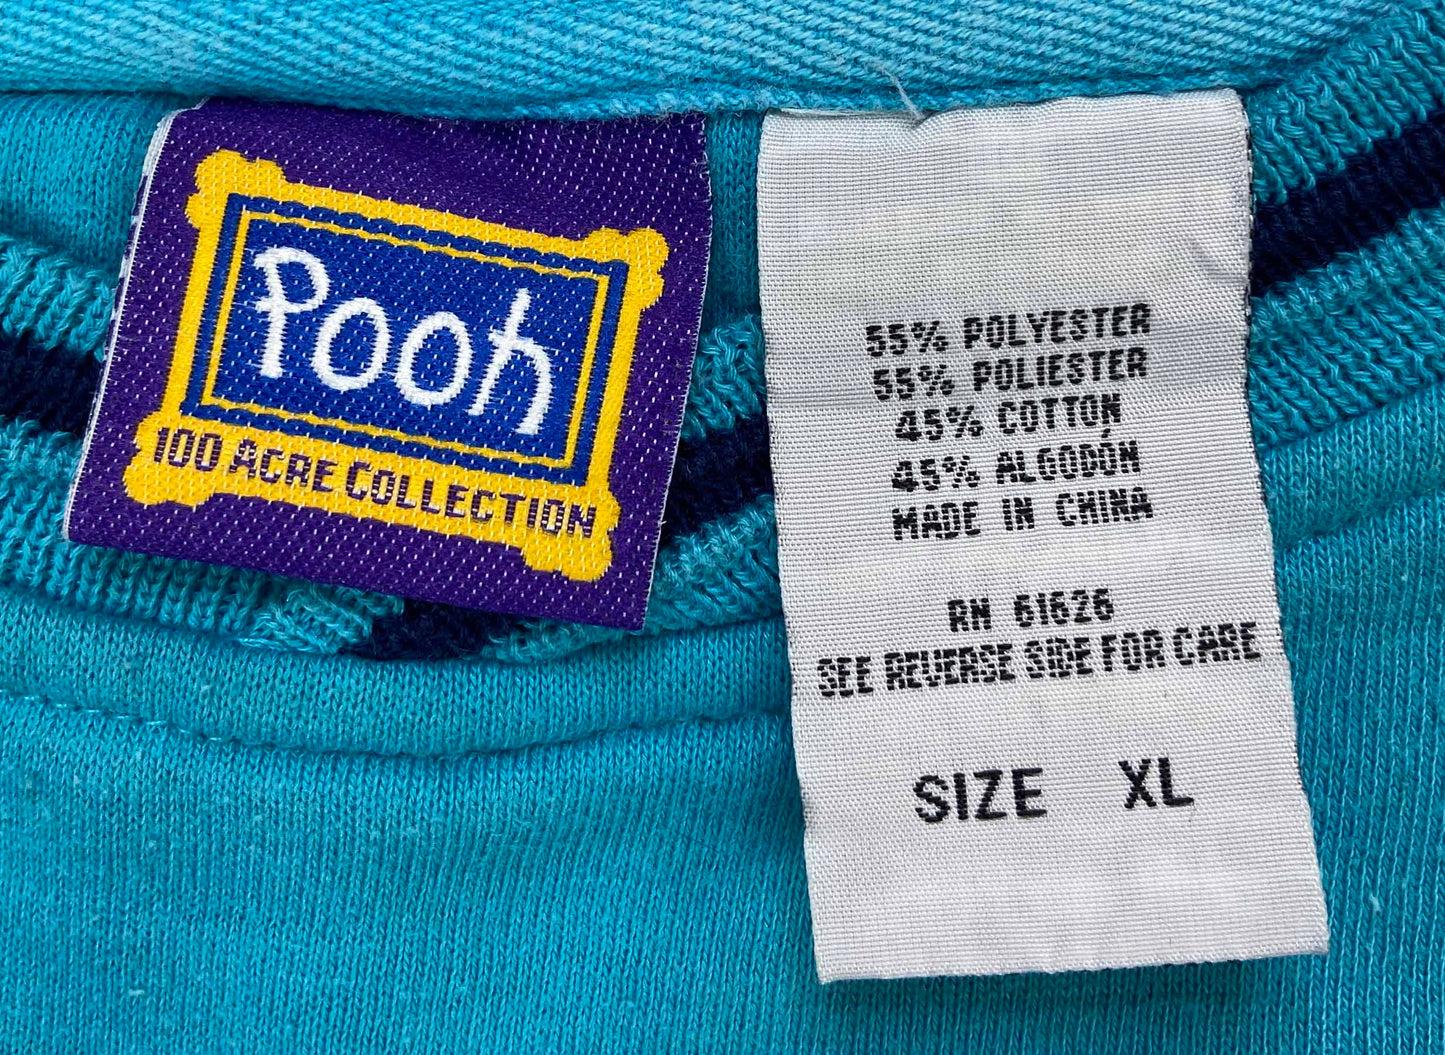 Pooh
100 ACRE COLLECTION
55% POLYESTER
55% POLIESTER
45% COTTON
45% ALGODÓN
MADE IN CHINA
RN 61626
SEE REVERSE SIDE FOR CARE
SIZE XL